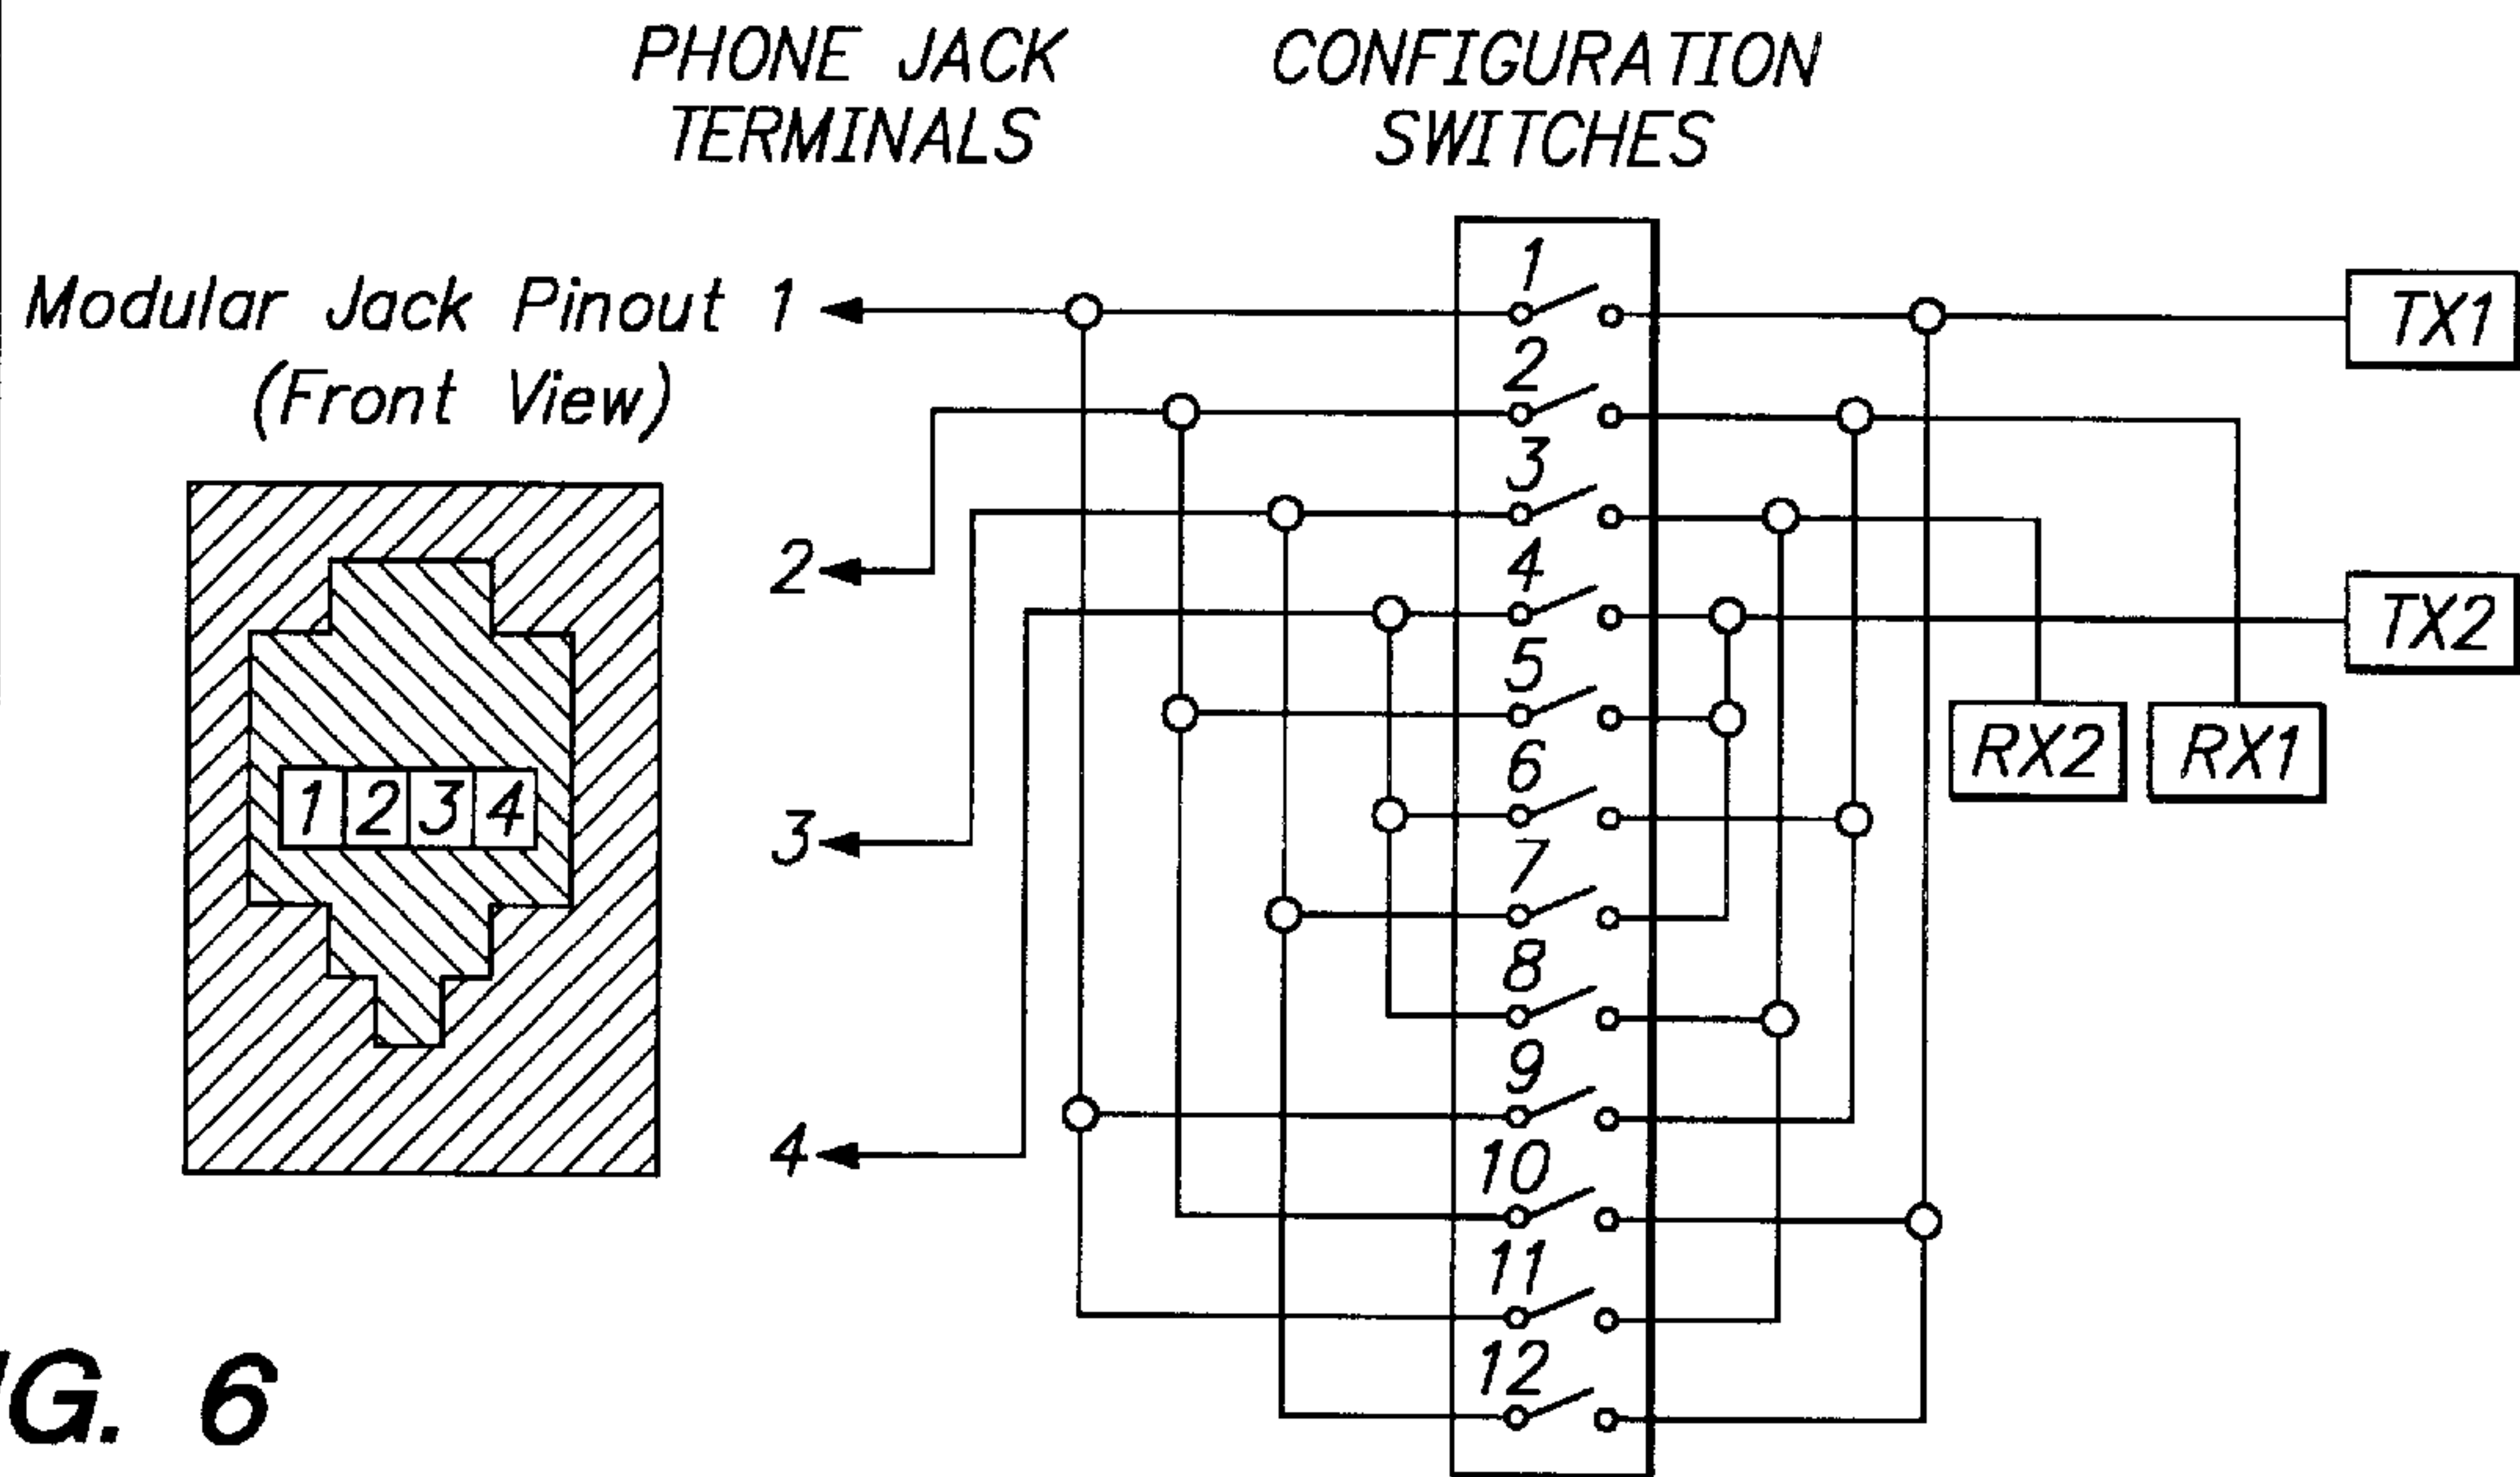 PHONE JACK
TERMINALS
CONFIGURATION
SWITCHES
Modular Jack Pinout 1
(Front View)
2
3
4
1 2 3 4
1
2
3
4
5
6
7
8
9
10
11
12
TX1
TX2
RX2 RX1
G. 6